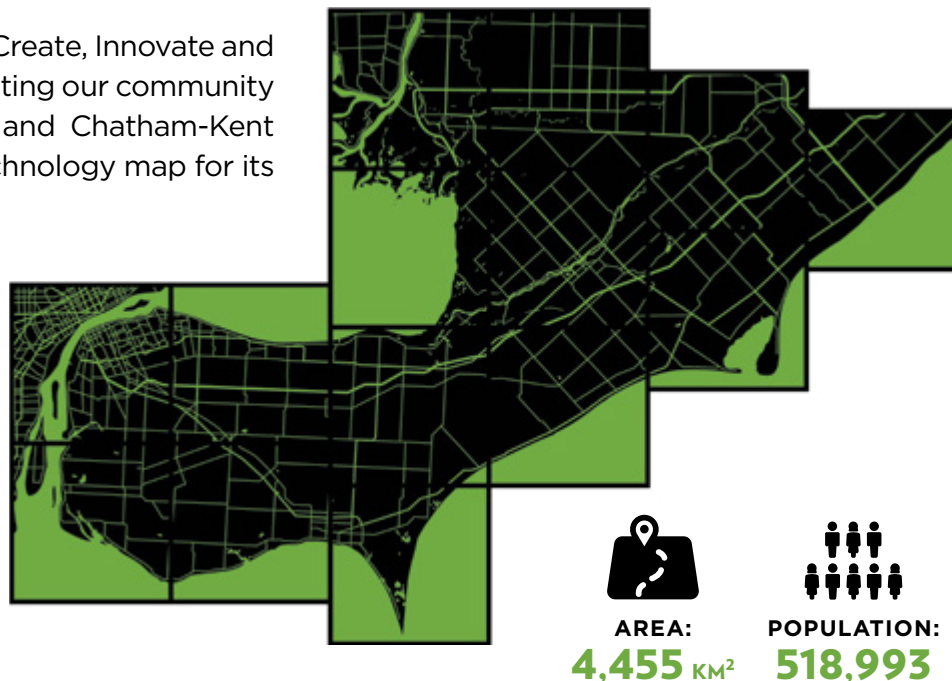 Create, Innovate and
ting our community
and Chatham-Kent
map for its
AREA:
4,455 KM²
POPULATION:
518,993